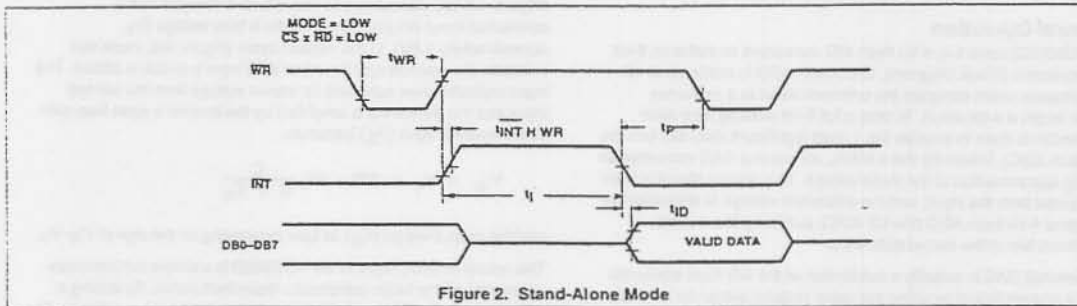 MODE = LOW
CS x RD = LOW
tWR
WR
tINT H WR
tP
INT
tI
tID
DB0–DB7
VALID DATA
Figure 2. Stand-Alone Mode